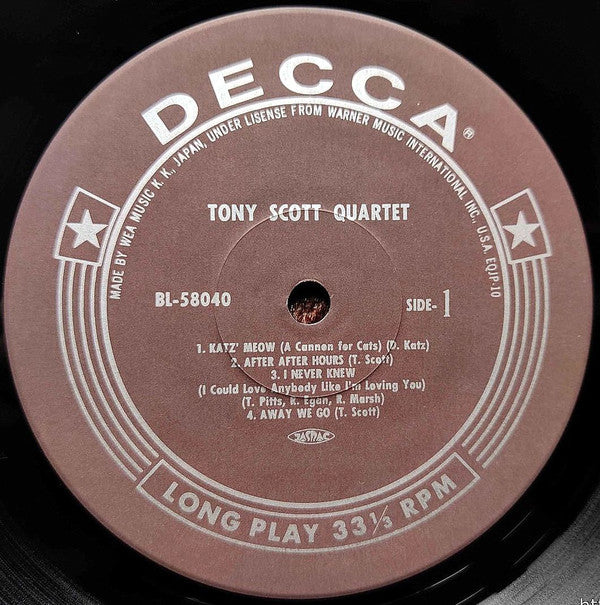 DECCA®
MADE BY WEA MUSIC K.K. JAPAN, UNDER LISENSE FROM WARNER MUSIC INTERNATIONAL INC., U.S.A. EQJP-10
TONY SCOTT QUARTET
BL-58040
SIDE-1
1. KATZ' MEOW (A Cannon for Cats) (D. Katz)
2. AFTER AFTER HOURS (T. Scott)
3. I NEVER KNEW
(I Could Love Anybody Like I'm Loving You)
(T. Pitts, R. Egan, R. Marsh)
4. AWAY WE GO (T. Scott)
JASRAC
LONG PLAY 33⅓ RPM